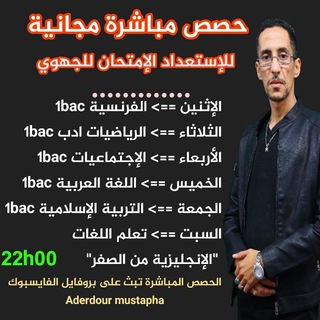 حصص مباشرة مجانية
للإستعداد الإمتحان للجهوي
الإثنين ==> الفرنسية 1bac
الثلاثاء ==> الرياضيات ادب 1bac
الأربعاء ==> الإجتماعيات 1bac
الخميس ==> اللغة العربية 1bac
الجمعة ==> التربية الإسلامية 1bac
السبت ==> تعلم اللغات
"الإنجليزية من الصفر" 22h00
الحصص المباشرة تبث على بروفايل الفايسبوك
Aderdour mustapha